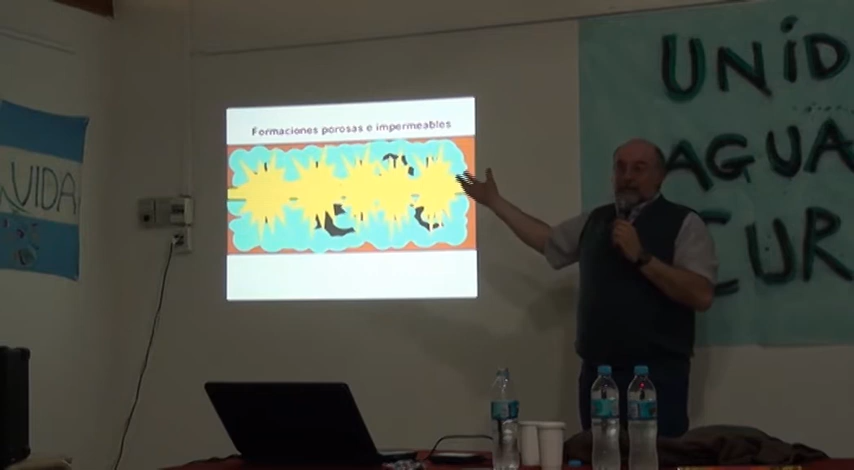 VIDA
Formaciones porosas e impermeables
UNiD
AGUA
CUR